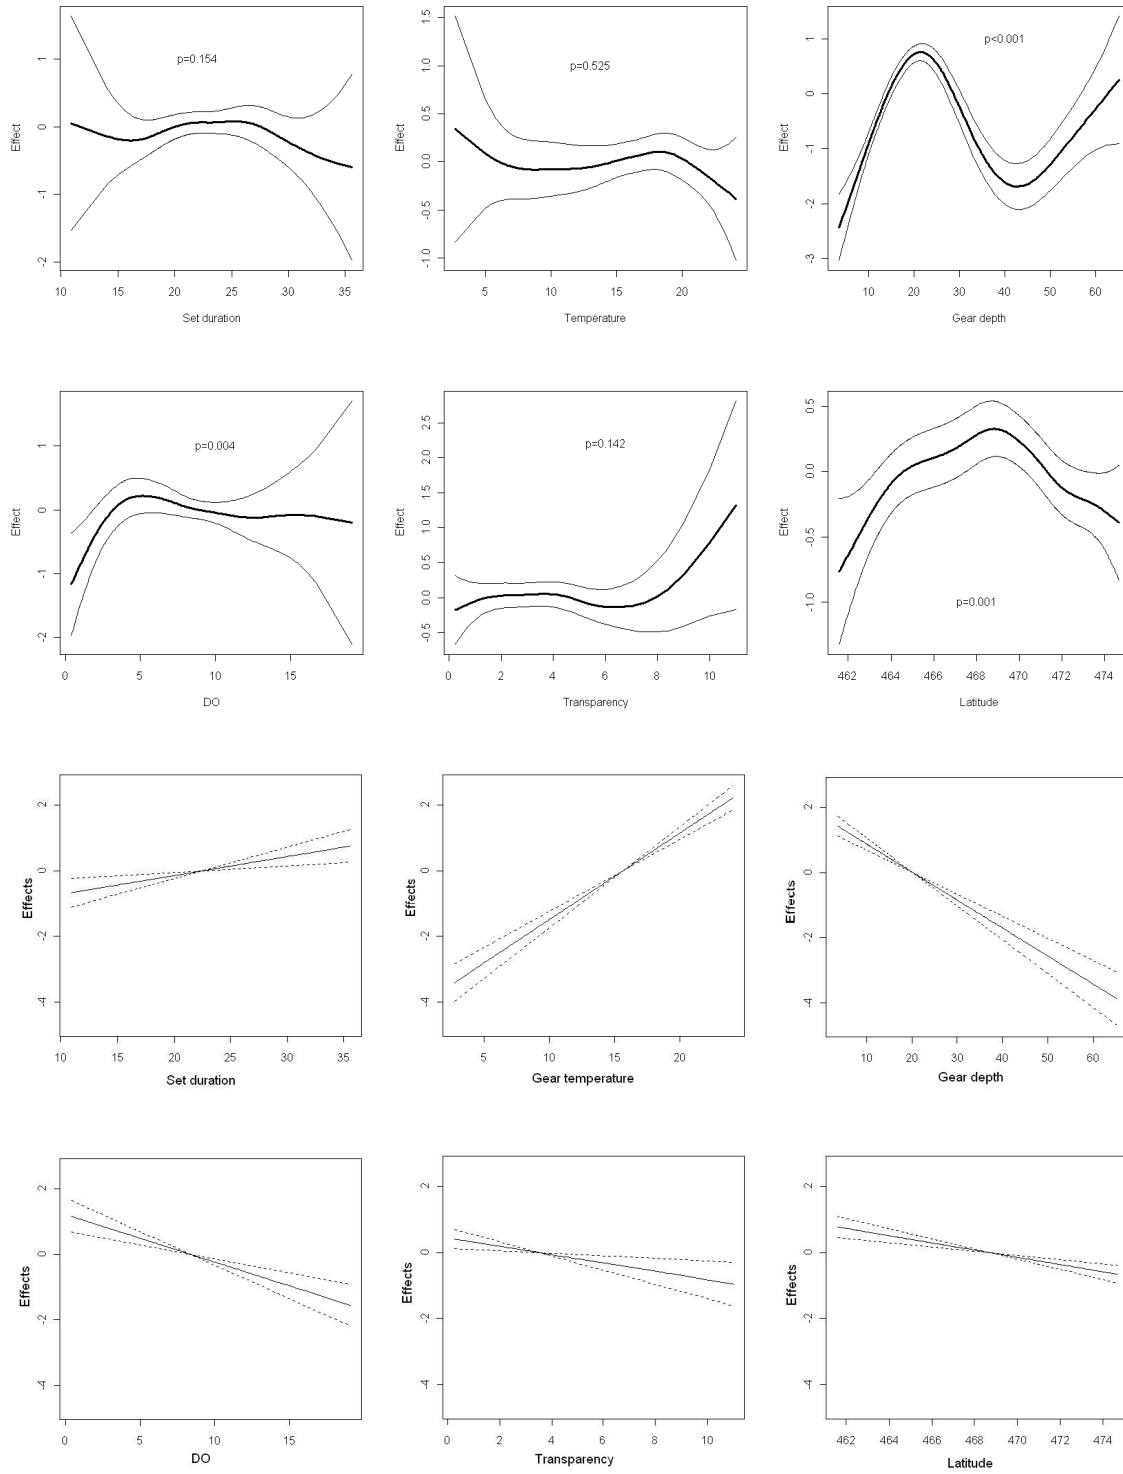 Effect
1
0
-1
-2
p=0.154
10 15 20 25 30 35
Set duration
Effect
1.5
1.0
0.5
0.0
-0.5
-1.0
p=0.525
5 10 15 20
Temperature
Effect
1
0
-1
-2
-3
p<0.001
10 20 30 40 50 60
Gear depth
Effect
1
0
-1
-2
p=0.004
0 5 10 15
DO
Effect
2.5
2.0
1.5
1.0
0.5
0.0
-0.5
p=0.142
0 2 4 6 8 10
Transparency
Effect
0.5
0.0
-0.5
-1.0
p=0.001
462 464 466 468 470 472 474
Latitude
Effects
2
0
-2
-4
10 15 20 25 30 35
Set duration
Effects
2
0
-2
-4
5 10 15 20
Gear temperature
Effects
2
0
-2
-4
10 20 30 40 50 60
Gear depth
Effects
2
0
-2
-4
0 5 10 15
DO
Effects
2
0
-2
-4
0 2 4 6 8 10
Transparency
Effects
2
0
-2
-4
462 464 466 468 470 472 474
Latitude